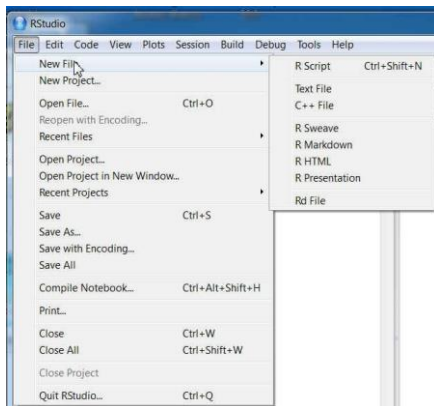 RStudio
File Edit Code View Plots Session Build Debug Tools Help
New File
New Project...
Open File... Ctrl+O
Reopen with Encoding...
Recent Files
Open Project...
Open Project in New Window...
Recent Projects
Save Ctrl+S
Save As...
Save with Encoding...
Save All
Compile Notebook... Ctrl+Alt+Shift+H
Print...
Close Ctrl+W
Close All Ctrl+Shift+W
Close Project
Quit RStudio... Ctrl+Q
R Script Ctrl+Shift+N
Text File
C++ File
R Sweave
R Markdown
R HTML
R Presentation
Rd File